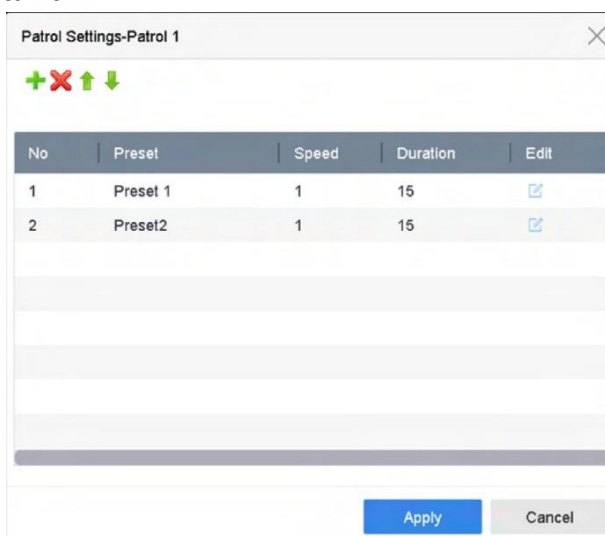 Patrol Settings-Patrol 1
No Preset Speed Duration Edit
1 Preset 1 1 15
2 Preset2 1 15
Apply Cancel